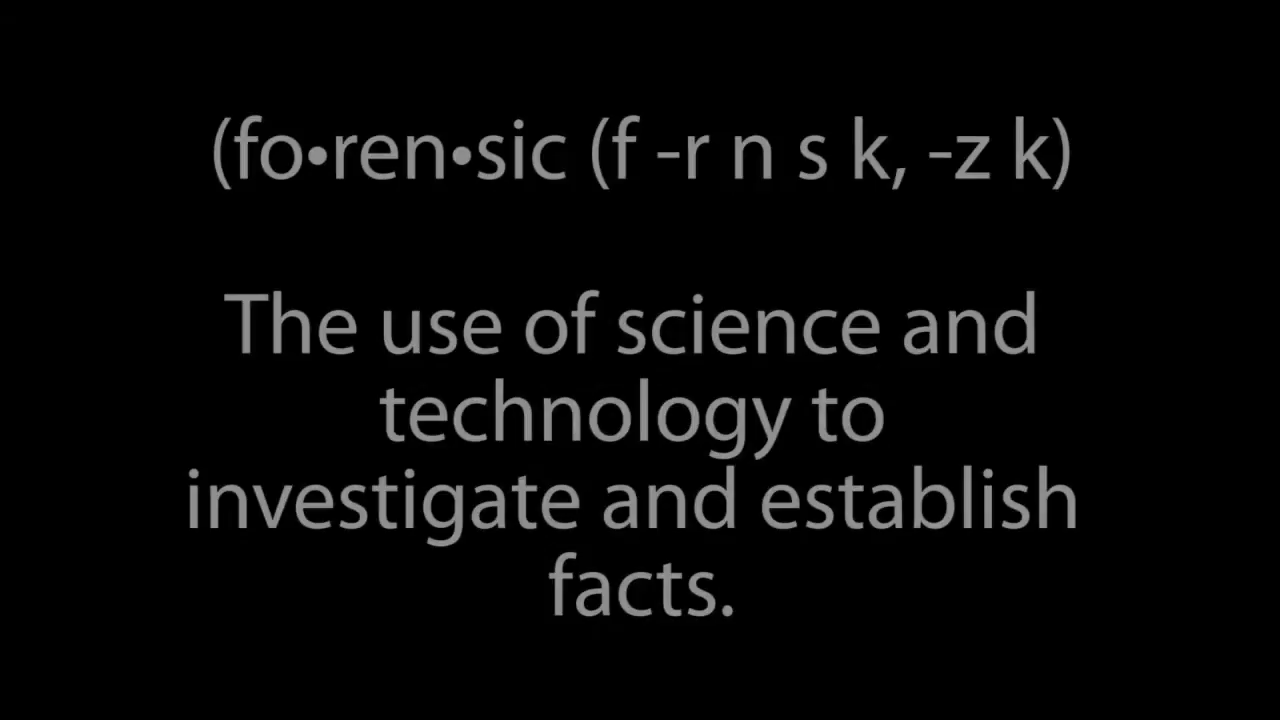 (fo•ren•sic (f -r n s k, -z k)
The use of science and
technology to
investigate and establish
facts.